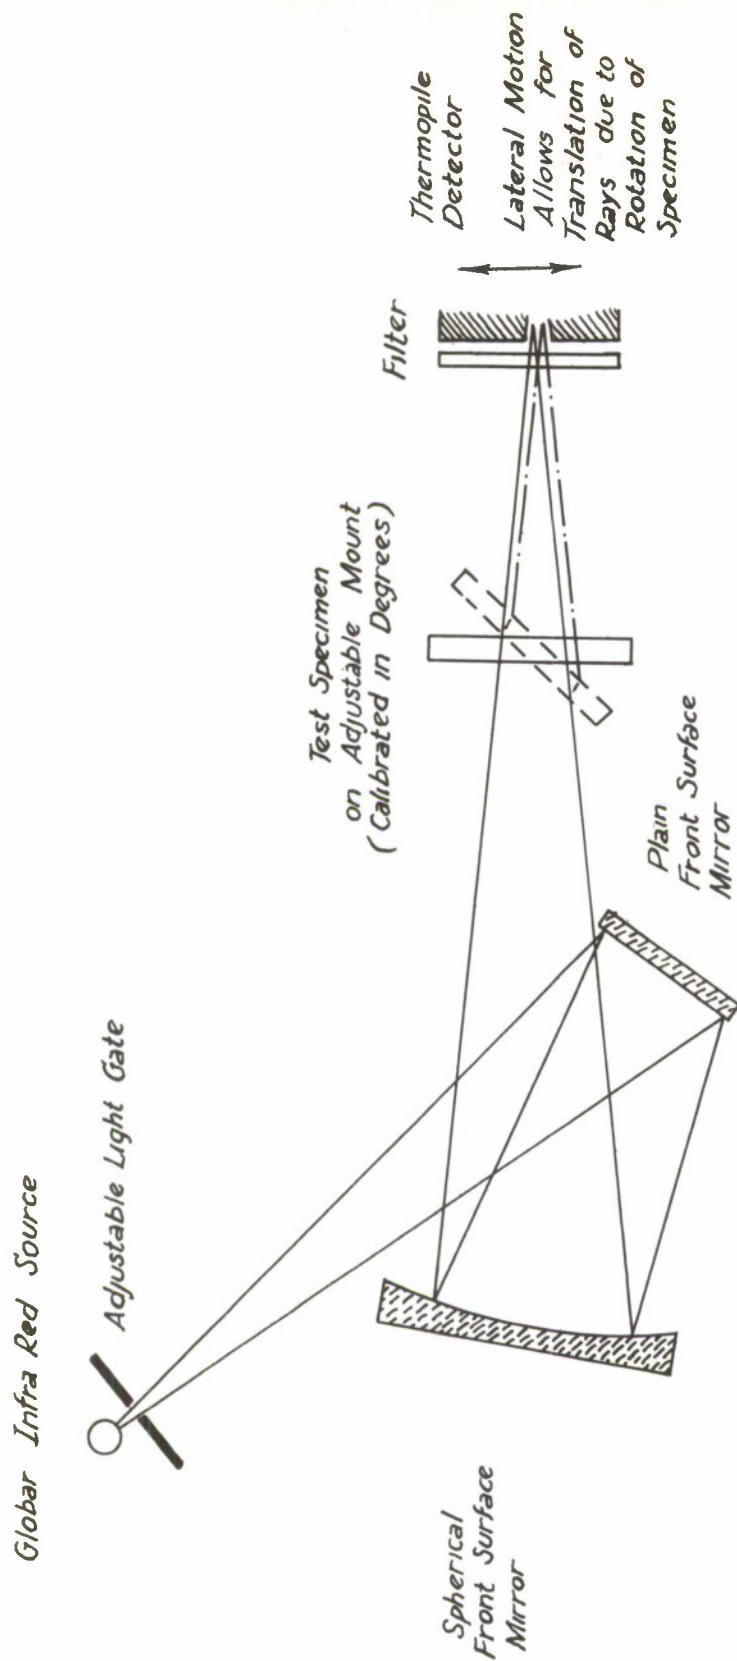 Globar Infra Red Source
Adjustable Light Gate
Spherical
Front Surface
Mirror
Plain
Front Surface
Mirror
Test Specimen
on Adjustable Mount
(Calibrated in Degrees)
Filter
Thermopile
Detector
Lateral Motion
Allows for
Translation of
Rays due to
Rotation of
Specimen